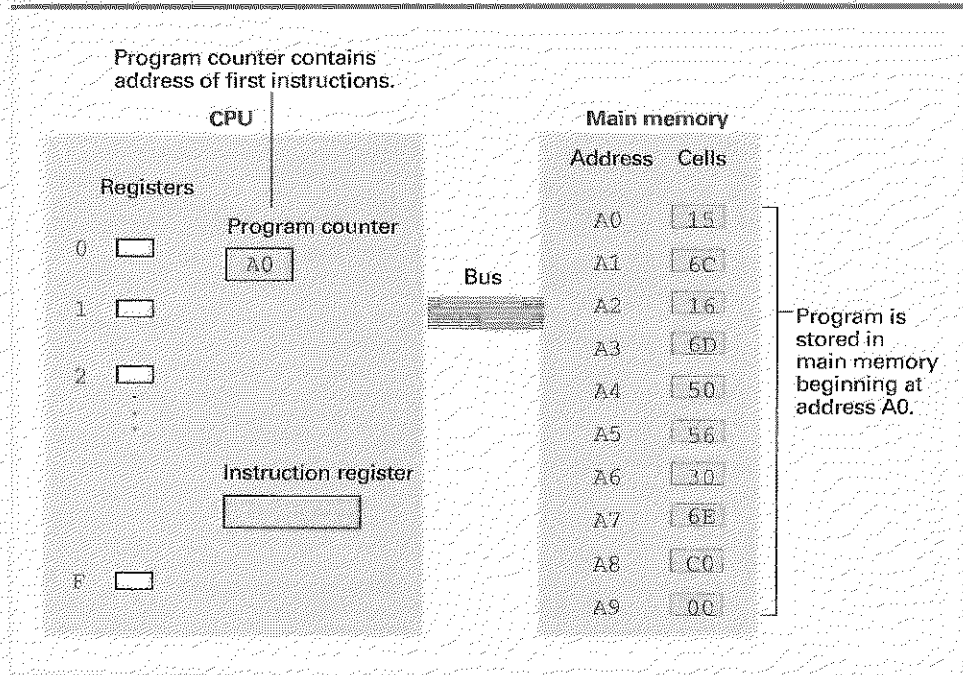 Program counter contains
address of first instructions.
CPU
Main memory
Address Cells
Registers
Program counter
0
A0
Bus
1
2
Instruction register
F
A0 15
A1 6C
A2 16
A3 6D
A4 50
A5 56
A6 30
A7 6E
A8 C0
A9 0C
Program is
stored in
main memory
beginning at
address A0.